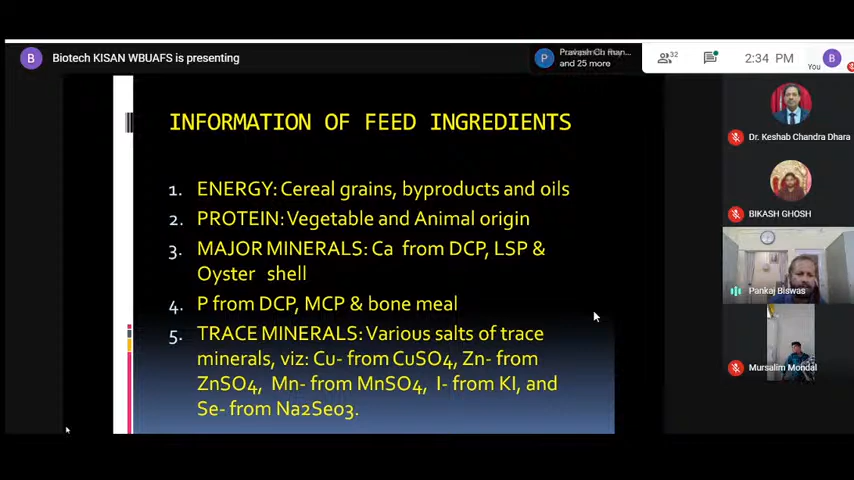 B Biotech KISAN WBUAFS is presenting
P
and 25 more
32
2:34 PM
You
B
INFORMATION OF FEED INGREDIENTS
1. ENERGY: Cereal grains, byproducts and oils
2. PROTEIN: Vegetable and Animal origin
3. MAJOR MINERALS: Ca from DCP, LSP &
Oyster shell
4. P from DCP, MCP & bone meal
5. TRACE MINERALS: Various salts of trace
minerals, viz: Cu- from CuSO4, Zn- from
ZnSO4, Mn- from MnSO4, I- from KI, and
Se- from Na2Se03.
Dr. Keshab Chandra Dhara
BIKASH GHOSH
Pankaj Biswas
Mursalim Mondal